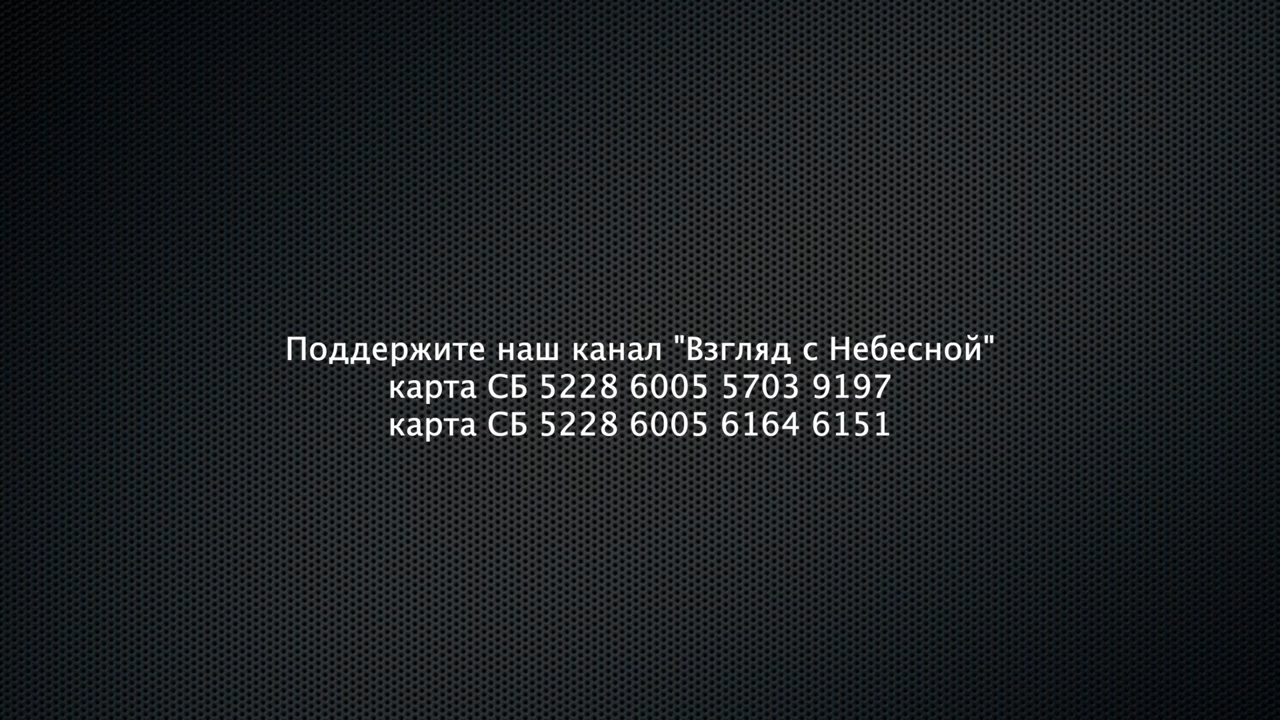 Поддержите наш канал "Взгляд с Небесной"
карта СБ 5228 6005 5703 9197
карта СБ 5228 6005 6164 6151